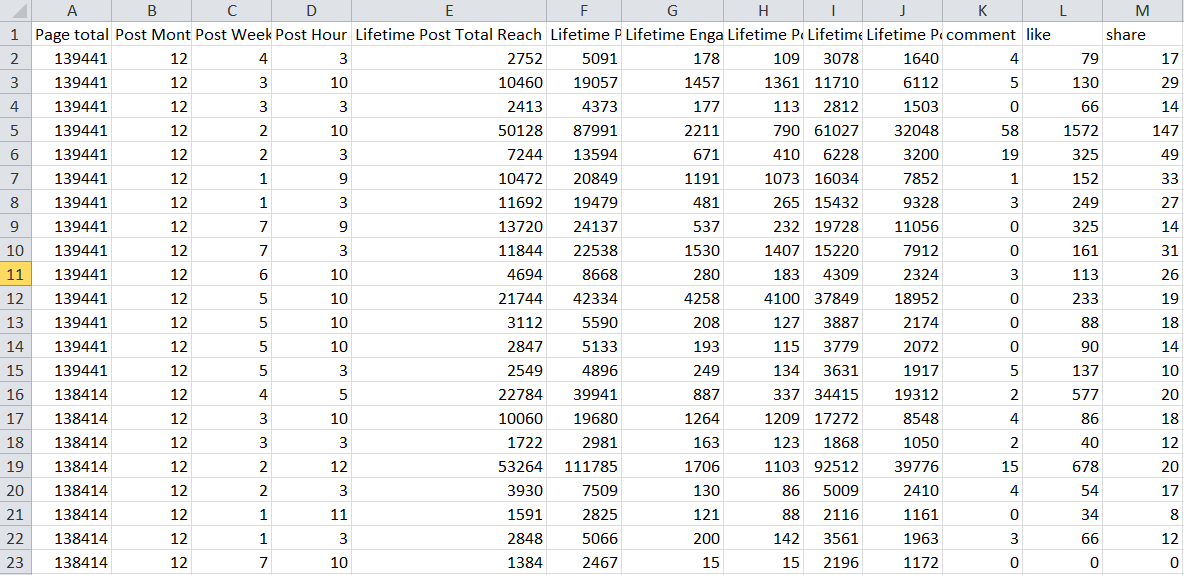 A B C D E F G H I J K L M
1 Page total Post Mont Post Week Post Hour Lifetime Post Total Reach Lifetime P Lifetime Enga Lifetime Po Lifetime Lifetime Po comment like share
2 139441 12 4 3 2752 5091 178 109 3078 1640 4 79 17
3 139441 12 3 10 10460 19057 1457 1361 11710 6112 5 130 29
4 139441 12 3 3 2413 4373 177 113 2812 1503 0 66 14
5 139441 12 2 10 50128 87991 2211 790 61027 32048 58 1572 147
6 139441 12 2 3 7244 13594 671 410 6228 3200 19 325 49
7 139441 12 1 9 10472 20849 1191 1073 16034 7852 1 152 33
8 139441 12 1 3 11692 19479 481 265 15432 9328 3 249 27
9 139441 12 7 9 13720 24137 537 232 19728 11056 0 325 14
10 139441 12 7 3 11844 22538 1530 1407 15220 7912 0 161 31
11 139441 12 6 10 4694 8668 280 183 4309 2324 3 113 26
12 139441 12 5 10 21744 42334 4258 4100 37849 18952 0 233 19
13 139441 12 5 10 3112 5590 208 127 3887 2174 0 88 18
14 139441 12 5 10 2847 5133 193 115 3779 2072 0 90 14
15 139441 12 5 3 2549 4896 249 134 3631 1917 5 137 10
16 138414 12 4 5 22784 39941 887 337 34415 19312 2 577 20
17 138414 12 3 10 10060 19680 1264 1209 17272 8548 4 86 18
18 138414 12 3 3 1722 2981 163 123 1868 1050 2 40 12
19 138414 12 2 12 53264 111785 1706 1103 92512 39776 15 678 20
20 138414 12 2 3 3930 7509 130 86 5009 2410 4 54 17
21 138414 12 1 11 1591 2825 121 88 2116 1161 0 34 8
22 138414 12 1 3 2848 5066 200 142 3561 1963 3 66 12
23 138414 12 7 10 1384 2467 15 15 2196 1172 0 0 0